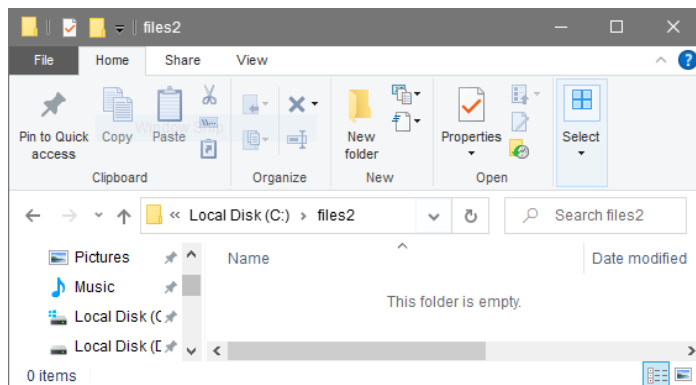 files2
File Home Share View
Pin to Quick access
Copy
Paste
Window Snip
Clipboard
Organize
New folder
New
Properties
Open
Select
« Local Disk (C:) › files2
Search files2
Pictures
Music
Local Disk (C
Local Disk (D
Name
Date modified
This folder is empty.
0 items